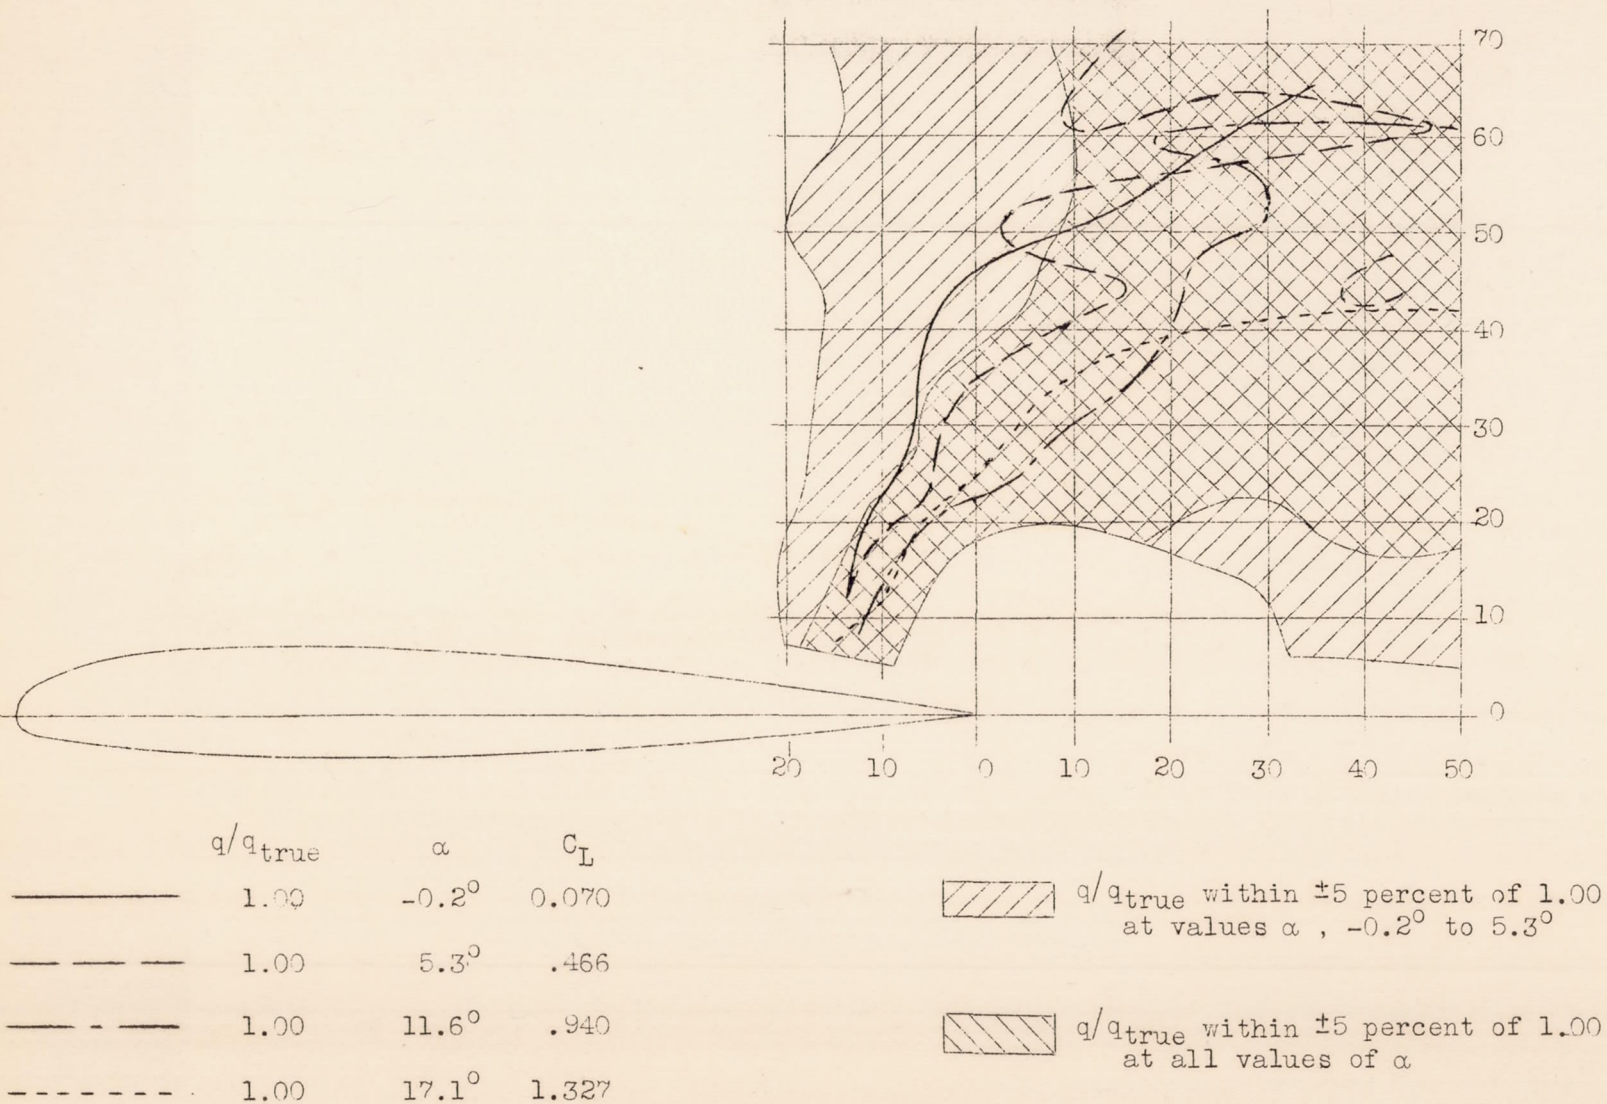 70
60
50
40
30
20
10
0
20 10 0 10 20 30 40 50
q/qtrue α CL
1.00 -0.2° 0.070
1.00 5.3° .466
1.00 11.6° .940
1.00 17.1° 1.327
q/qtrue within ±5 percent of 1.00
at values α , -0.2° to 5.3°
q/qtrue within ±5 percent of 1.00
at all values of α